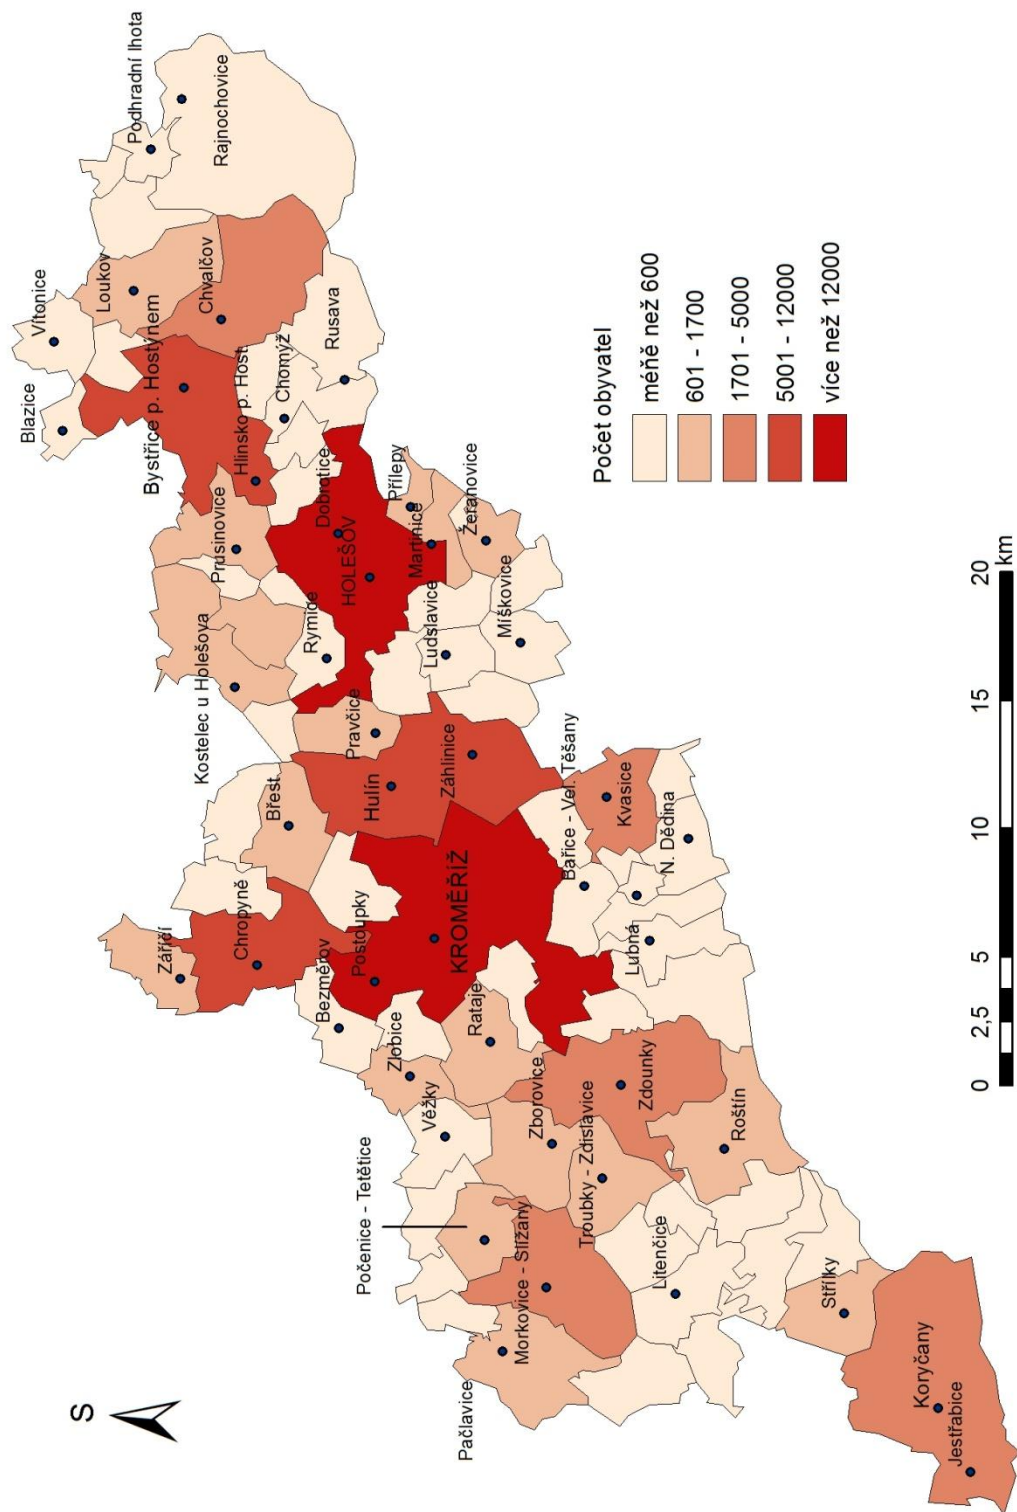 S
Pačlavice
Morkovice - Slížany
Počenice - Tetětice
Věžky
Zlobice
Bezměrov
Postoupky
Záříčí
Chropyně
Břest
Kostelec u Holešova
Prusinovice
Rymice
Pravčice
Hulín
Záhlinice
KROMĚŘÍŽ
Rataje
Zborovice
Troubky - Zdislavice
Zdounky
Roštín
Litenčice
Střílky
Koryčany
Jestřabice
Lubná
N. Dědina
Bařice - Vel. Těšany
Kvasice
Ludslavice
Míškovice
Martinice
Žeranovice
Přílepy
HOLEŠOV
Dobrotice
Hlinsko p. Host.
Bystřice p. Hostýnem
Blazice
Vítonice
Loukov
Chvalčov
Chomýž
Rusava
Podhradní lhota
Rajnochovice
Počet obyvatel
méňě než 600
601 - 1700
1701 - 5000
5001 - 12000
více než 12000
0 2,5 5 10 15 20
km